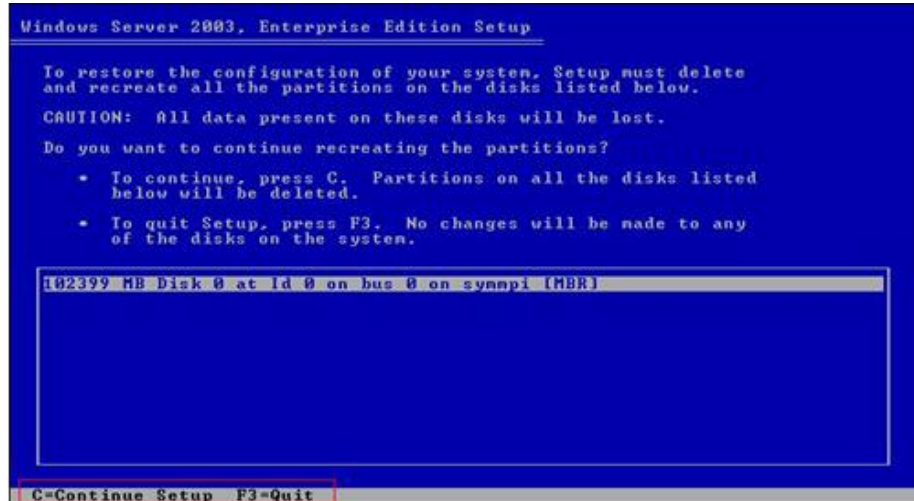 Windows Server 2003, Enterprise Edition Setup
To restore the configuration of your system, Setup must delete
and recreate all the partitions on the disks listed below.
CAUTION: All data present on these disks will be lost.
Do you want to continue recreating the partitions?
• To continue, press C. Partitions on all the disks listed
below will be deleted.
• To quit Setup, press F3. No changes will be made to any
of the disks on the system.
102399 MB Disk 0 at Id 0 on bus 0 on symmpi [MBR]
C=Continue Setup F3=Quit